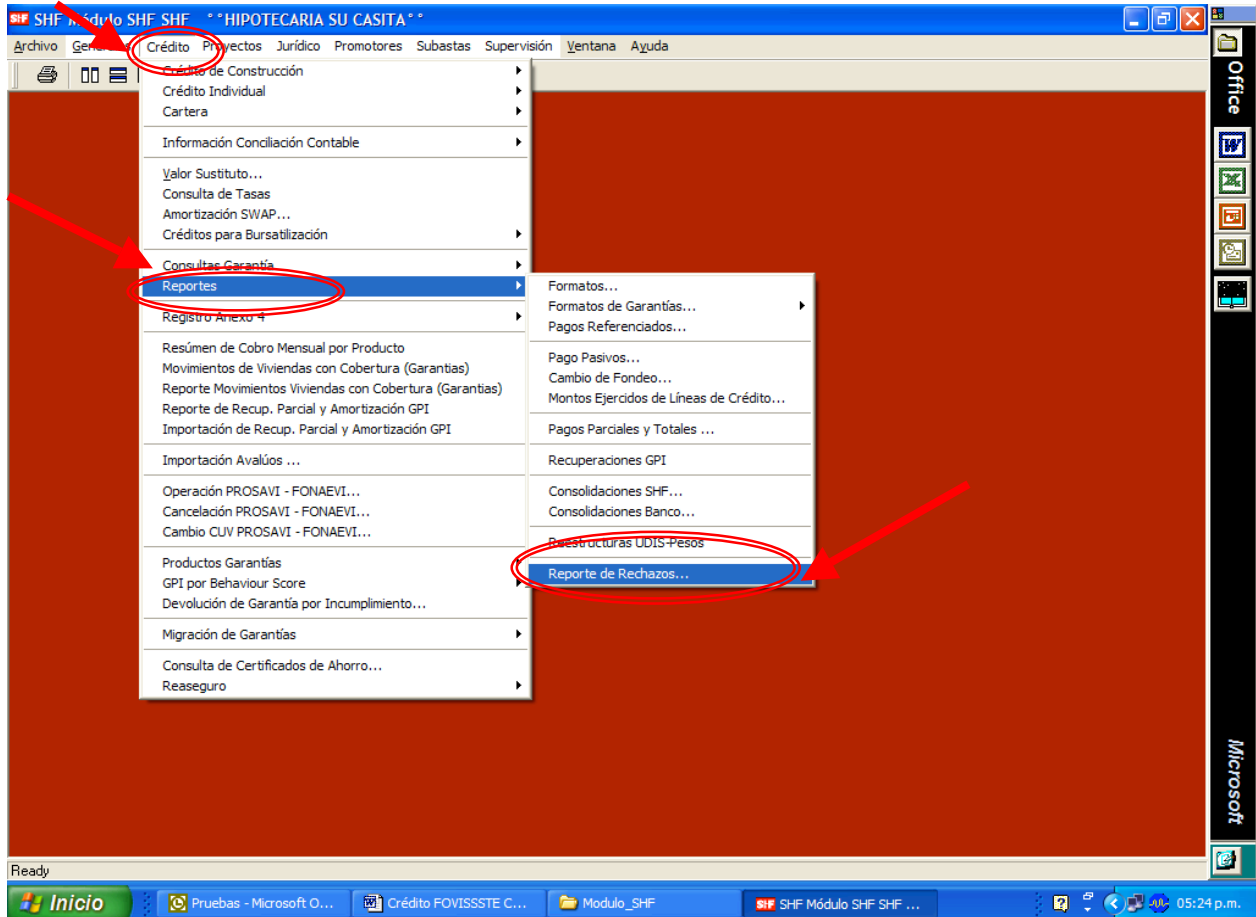 SHF SHF Módulo SHF SHF °°HIPOTECARIA SU CASITA°°
Archivo Crédito Proyectos Jurídico Promotores Subastas Supervisión Ventana Ayuda
Crédito de Construcción
Crédito Individual
Cartera
Información Conciliación Contable
Valor Sustituto...
Consulta de Tasas
Amortización SWAP...
Créditos para Bursatilización
Consultas Garantía
Reportes
Registro Anexo 4
Resúmen de Cobro Mensual por Producto
Movimientos de Viviendas con Cobertura (Garantias)
Reporte Movimientos Viviendas con Cobertura (Garantias)
Reporte de Recup. Parcial y Amortización GPI
Importación de Recup. Parcial y Amortización GPI
Importación Avalúos ...
Operación PROSAVI - FONAEVI...
Cancelación PROSAVI - FONAEVI...
Cambio CUV PROSAVI - FONAEVI...
Productos Garantías
GPI por Behaviour Score
Devolución de Garantía por Incumplimiento...
Migración de Garantías
Consulta de Certificados de Ahorro...
Reaseguro
Formatos...
Formatos de Garantías...
Pagos Referenciados...
Pago Pasivos...
Cambio de Fondeo...
Montos Ejercidos de Líneas de Crédito...
Pagos Parciales y Totales ...
Recuperaciones GPI
Consolidaciones SHF...
Consolidaciones Banco...
Reestructuras UDIS-Pesos
Reporte de Rechazos...
Office
Microsoft
Ready
Inicio
Pruebas - Microsoft O...
Crédito FOVISSSTE C...
Modulo_SHF
SHF SHF Módulo SHF SHF ...
05:24 p.m.